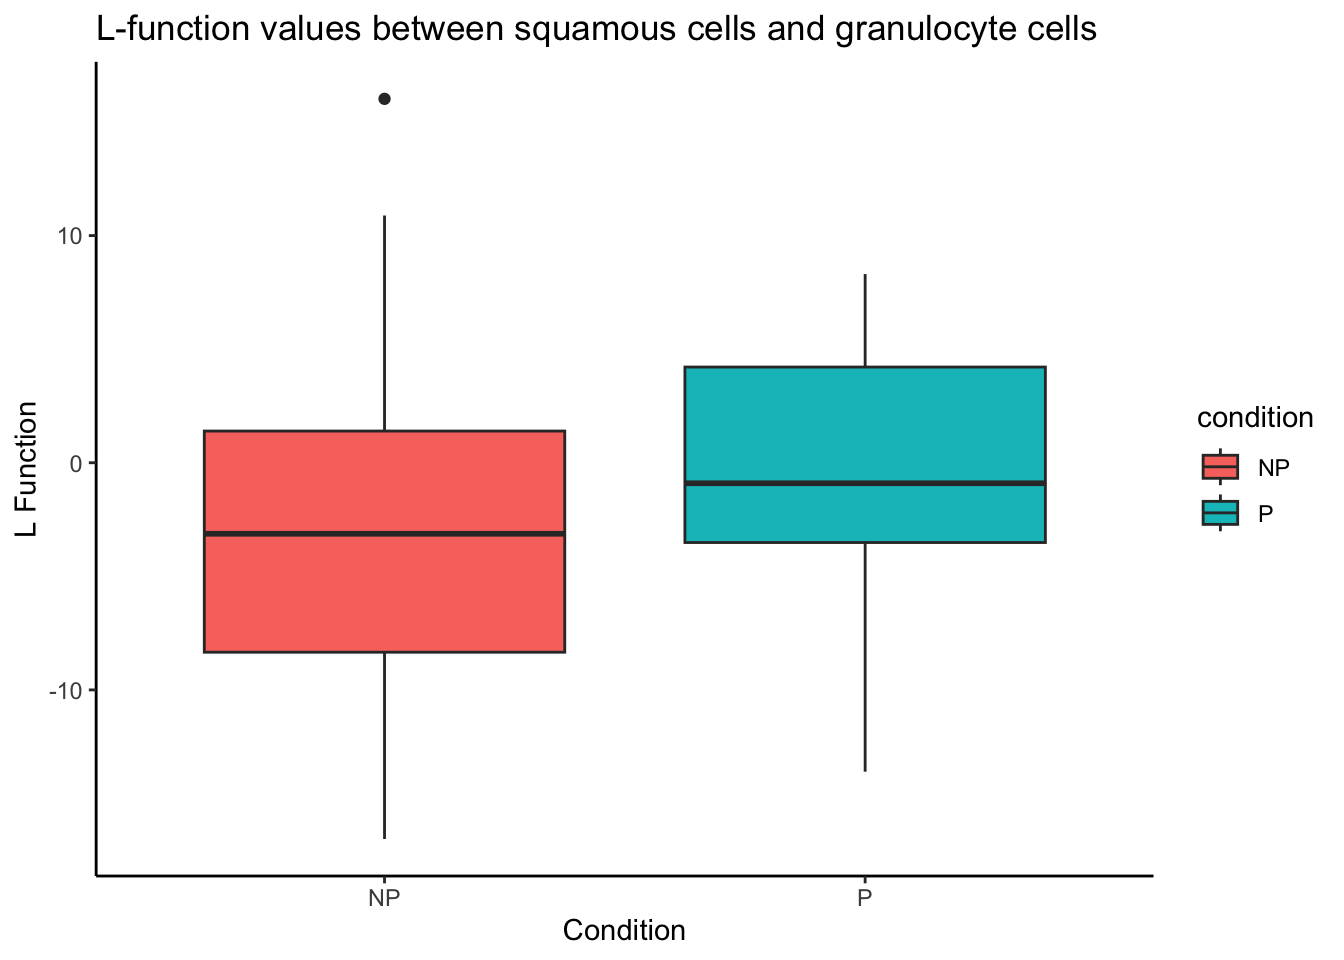 L-function values between squamous cells and granulocyte cells
L Function
10
0
-10
NP
P
Condition
condition
NP
P